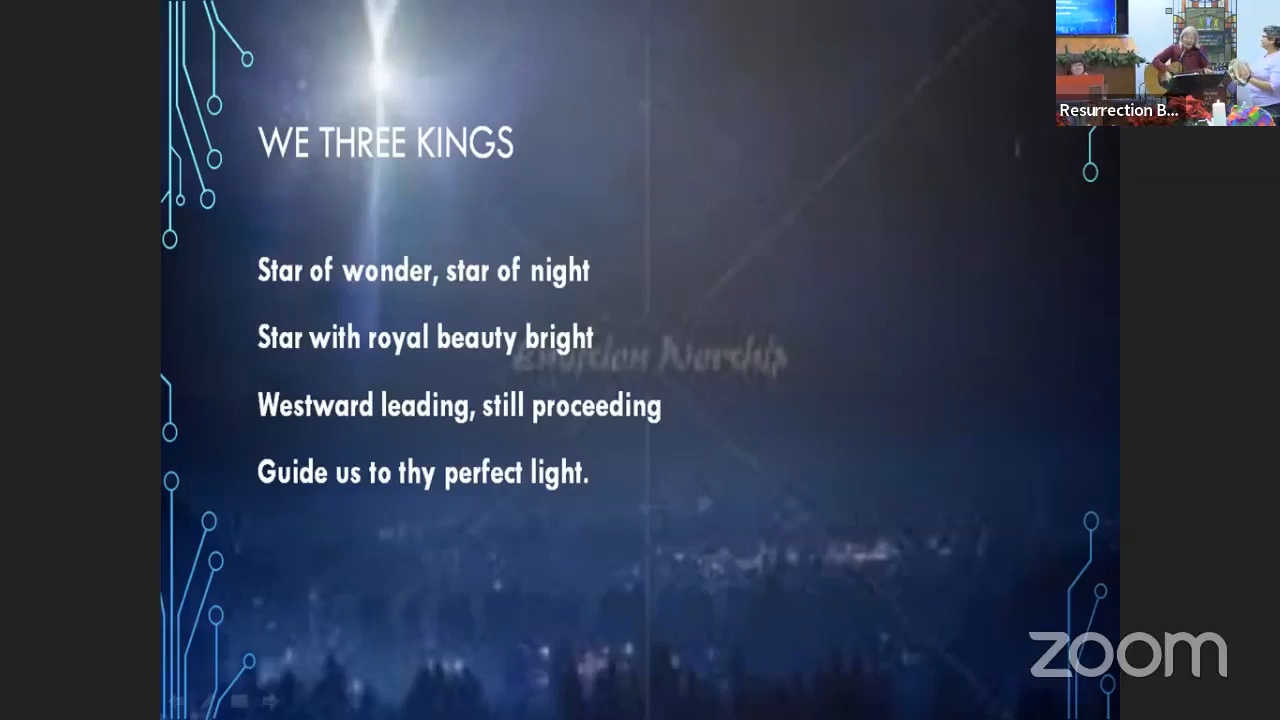 Resurrection B...
WE THREE KINGS
Star of wonder, star of night
Star with royal beauty bright
Westward leading, still proceeding
Guide us to thy perfect light.
zoom